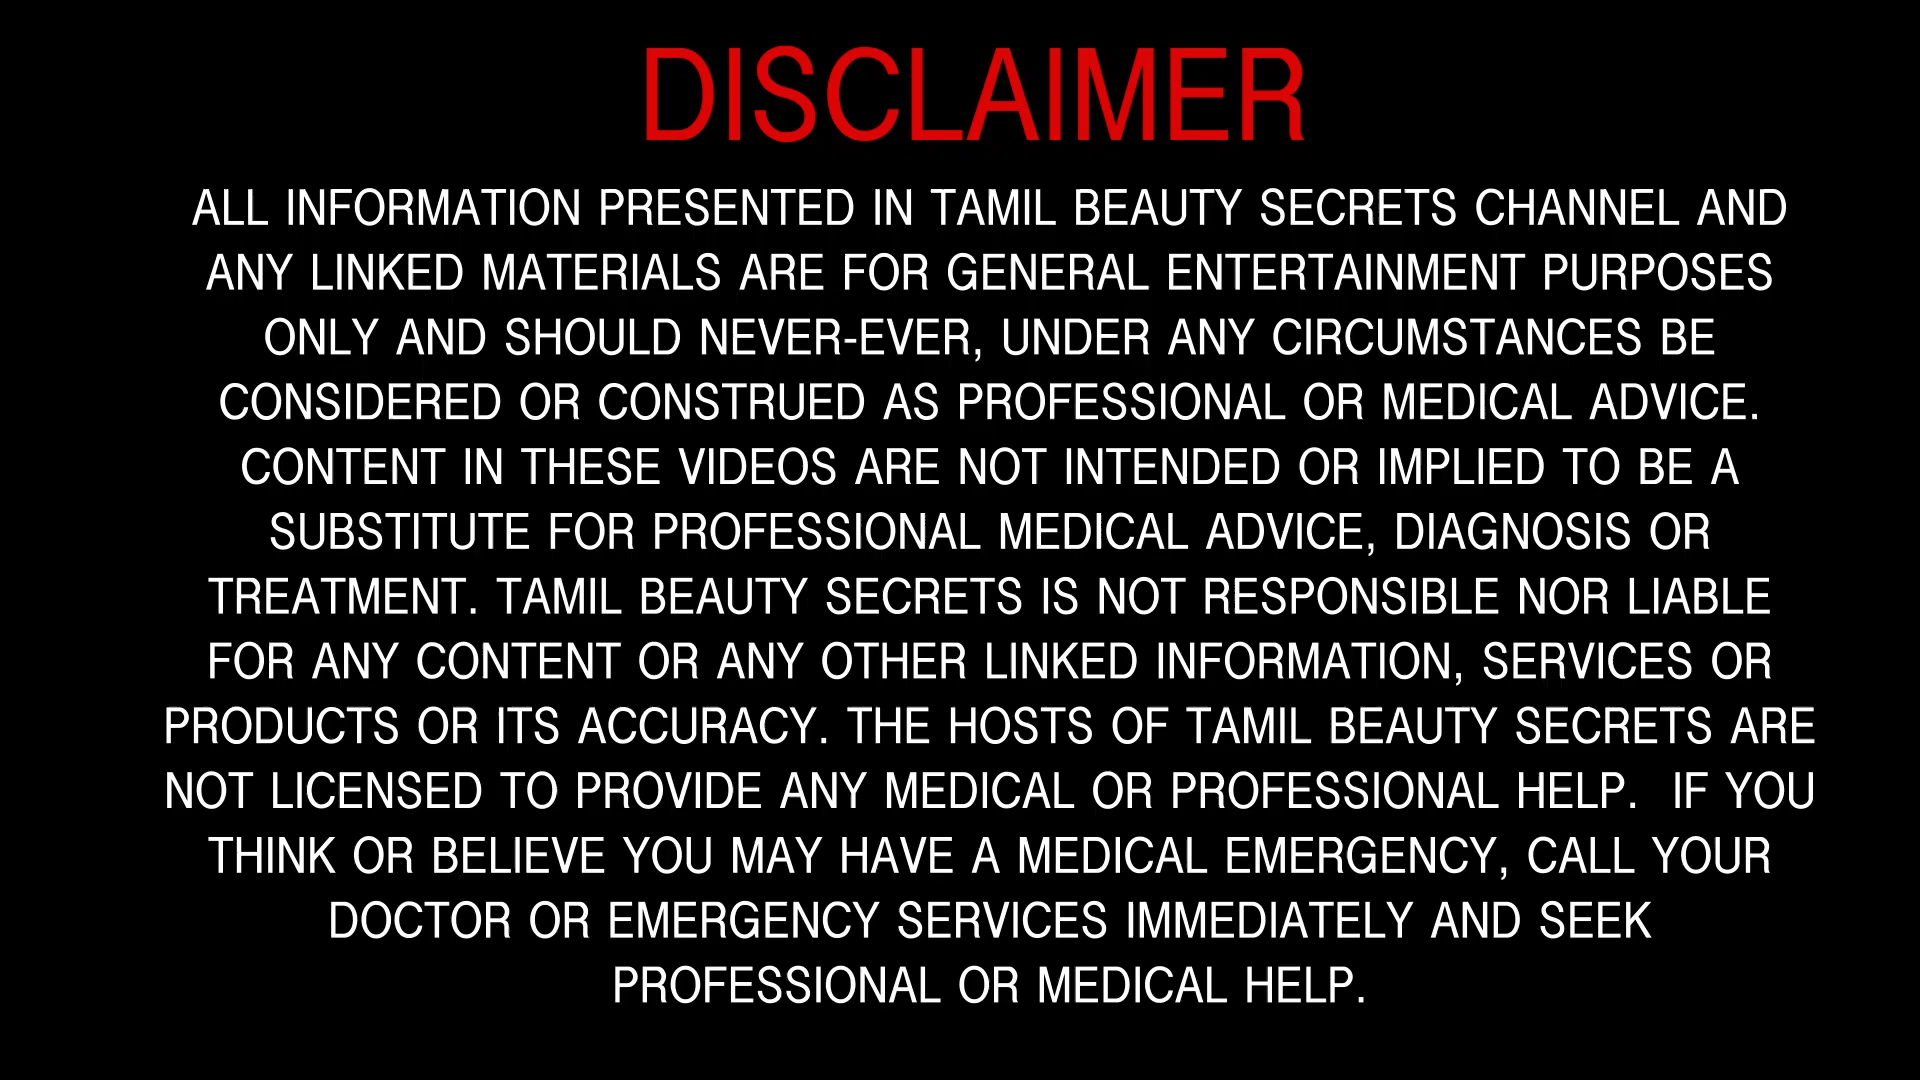 DISCLAIMER
ALL INFORMATION PRESENTED IN TAMIL BEAUTY SECRETS CHANNEL AND
ANY LINKED MATERIALS ARE FOR GENERAL ENTERTAINMENT PURPOSES
ONLY AND SHOULD NEVER-EVER, UNDER ANY CIRCUMSTANCES BE
CONSIDERED OR CONSTRUED AS PROFESSIONAL OR MEDICAL ADVICE.
CONTENT IN THESE VIDEOS ARE NOT INTENDED OR IMPLIED TO BE A
SUBSTITUTE FOR PROFESSIONAL MEDICAL ADVICE, DIAGNOSIS OR
TREATMENT. TAMIL BEAUTY SECRETS IS NOT RESPONSIBLE NOR LIABLE
FOR ANY CONTENT OR ANY OTHER LINKED INFORMATION, SERVICES OR
PRODUCTS OR ITS ACCURACY. THE HOSTS OF TAMIL BEAUTY SECRETS ARE
NOT LICENSED TO PROVIDE ANY MEDICAL OR PROFESSIONAL HELP.  IF YOU
THINK OR BELIEVE YOU MAY HAVE A MEDICAL EMERGENCY, CALL YOUR
DOCTOR OR EMERGENCY SERVICES IMMEDIATELY AND SEEK
PROFESSIONAL OR MEDICAL HELP.